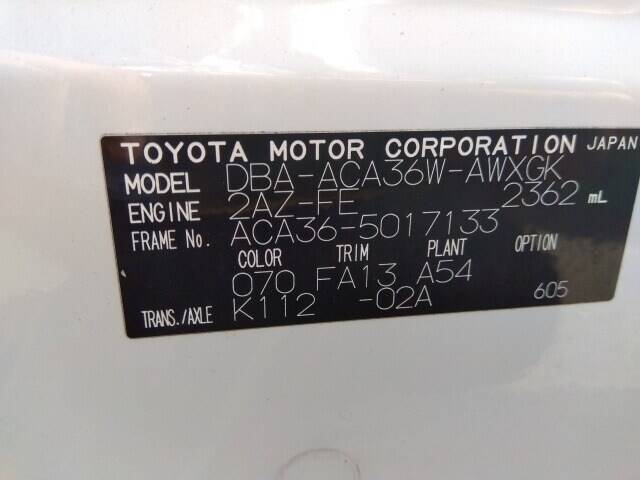 TOYOTA MOTOR CORPORATION JAPAN
MODEL DBA-ACA36W-AWXGK
ENGINE 2AZ-FE 2362 mL
FRAME No. ACA36-5017133
COLOR TRIM PLANT OPTION
070 FA13 A54
TRANS./AXLE K112 -02A 605